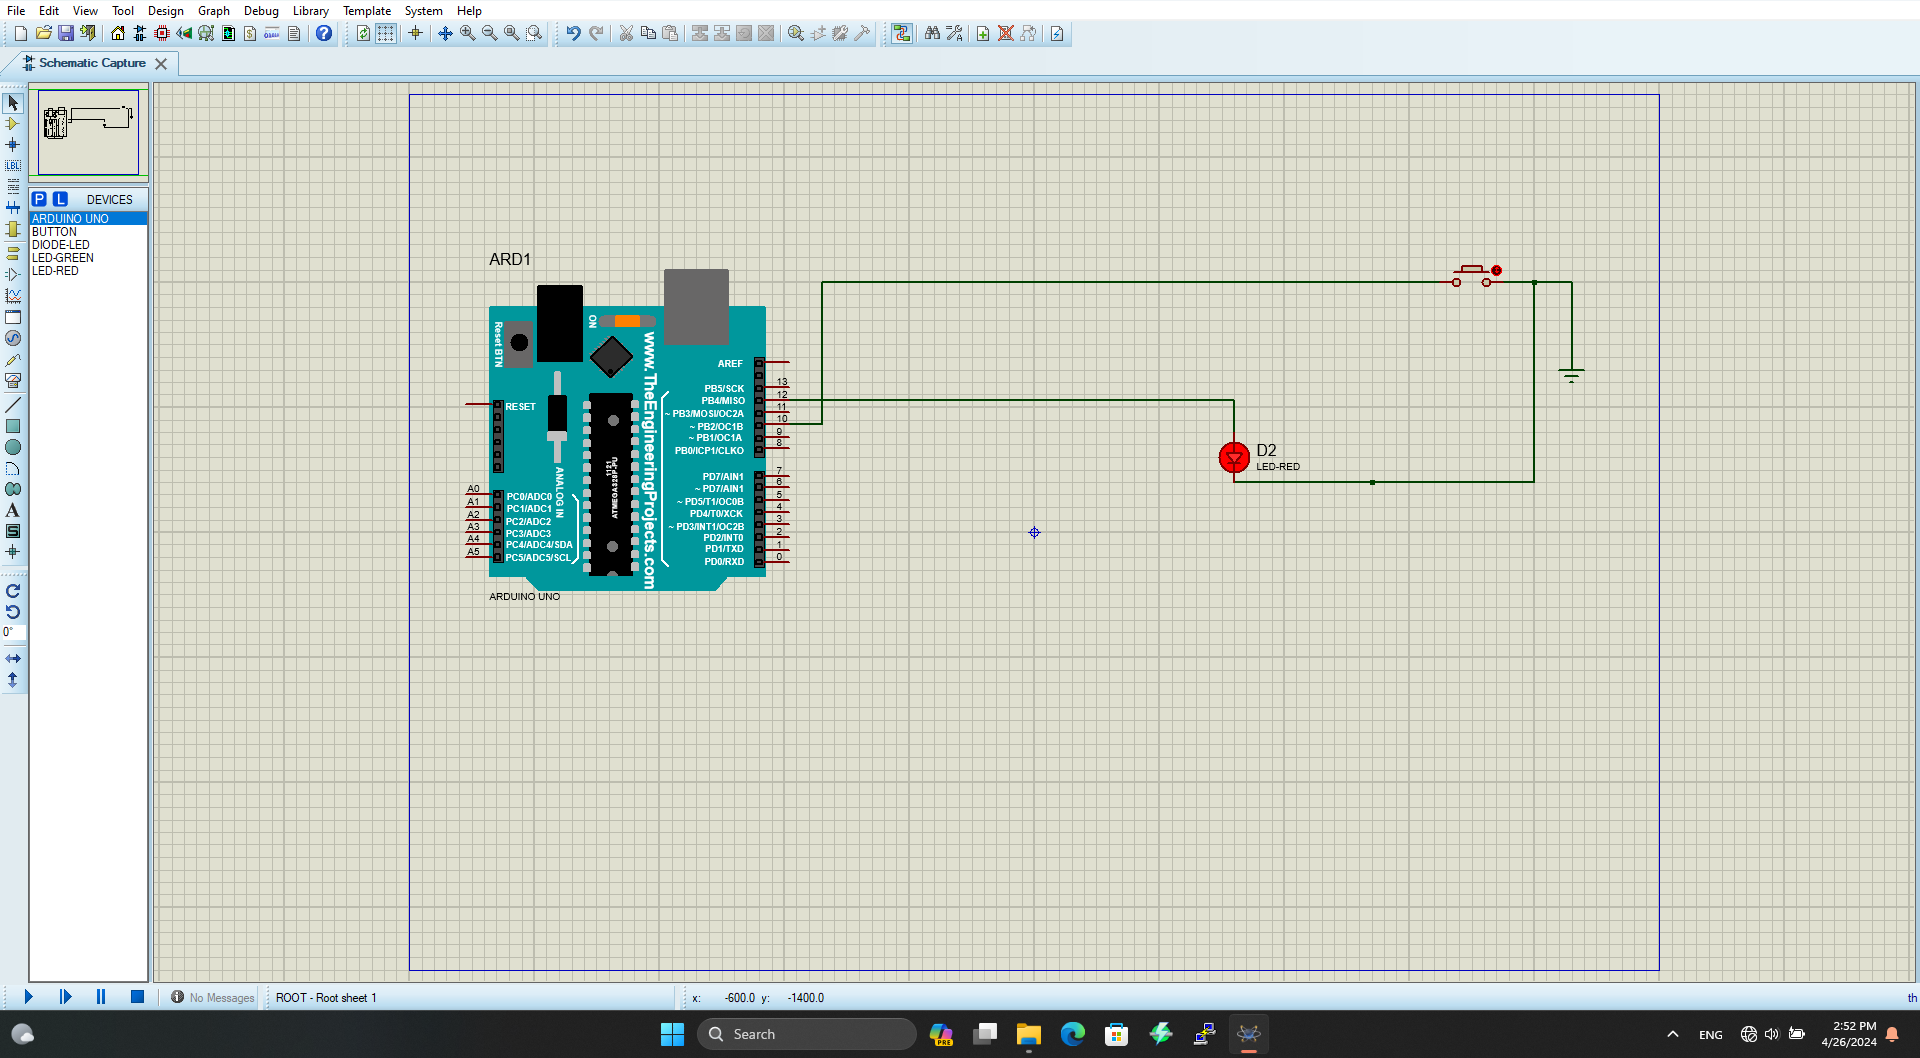 File Edit View Tool Design Graph Debug Library Template System Help
Schematic Capture
LBL
P L DEVICES
ARDUINO UNO
BUTTON
DIODE-LED
LED-GREEN
LED-RED
A
S
0°
ARD1
Reset BTN
ON
www.TheEngineeringProjects.com
ANALOG IN
ATMEGA328P-PU
1121
RESET
A0 PC0/ADC0
A1 PC1/ADC1
A2 PC2/ADC2
A3 PC3/ADC3
A4 PC4/ADC4/SDA
A5 PC5/ADC5/SCL
AREF
PB5/SCK 13
PB4/MISO 12
~ PB3/MOSI/OC2A 11
~ PB2/OC1B 10
~ PB1/OC1A 9
PB0/ICP1/CLKO 8
PD7/AIN1 7
~ PD7/AIN1 6
~ PD5/T1/OC0B 5
PD4/T0/XCK 4
~ PD3/INT1/OC2B 3
PD2/INT0 2
PD1/TXD 1
PD0/RXD 0
ARDUINO UNO
D2
LED-RED
No Messages ROOT - Root sheet 1 x: -600.0 y: -1400.0 th
Search
PRE
ENG
2:52 PM
4/26/2024